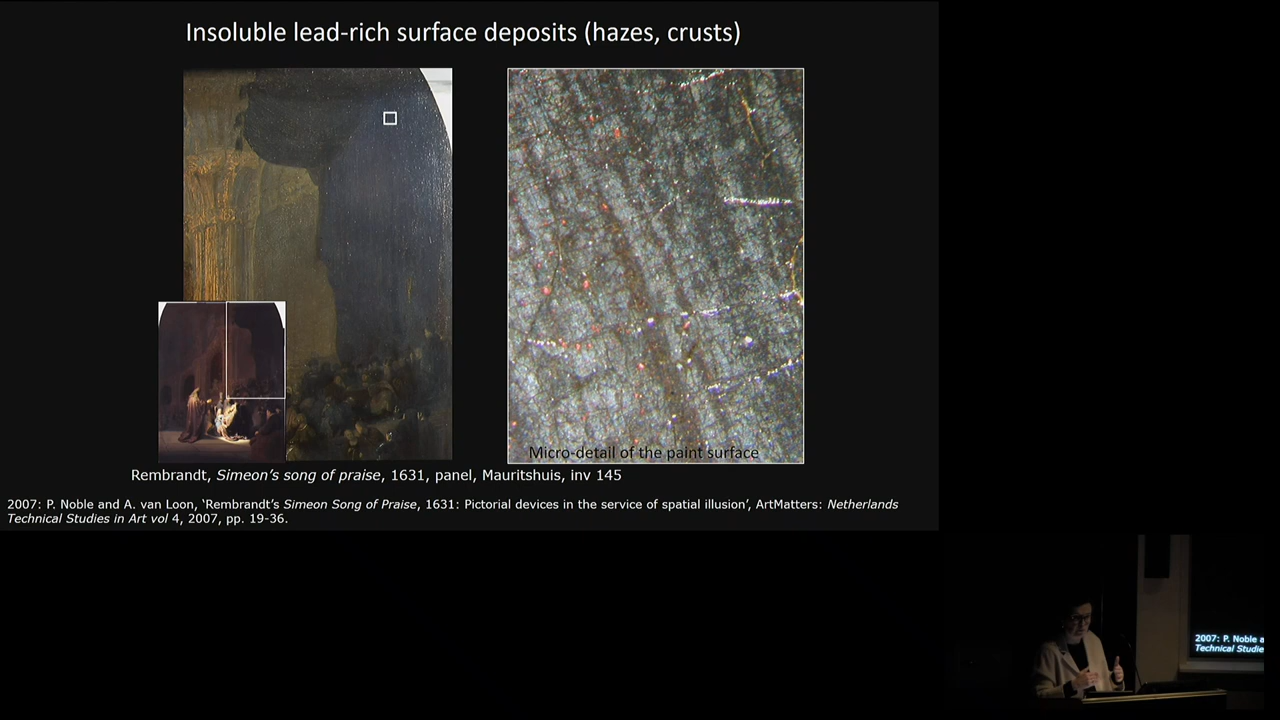 Insoluble lead-rich surface deposits (hazes, crusts)
Micro-detail of the paint surface
Rembrandt, Simeon's song of praise, 1631, panel, Mauritshuis, inv 145
2007: P. Noble and A. van Loon, ‘Rembrandt's Simeon Song of Praise, 1631: Pictorial devices in the service of spatial illusion’, ArtMatters: Netherlands
Technical Studies in Art vol 4, 2007, pp. 19-36.
2007: P. Noble a
Technical Studie